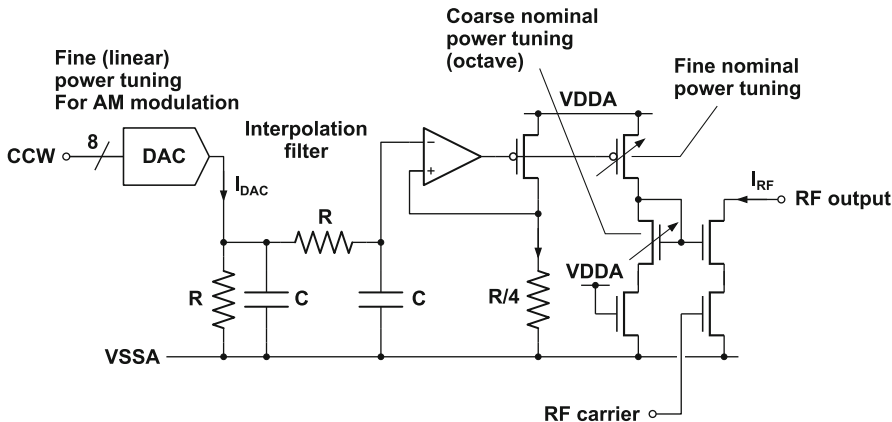 Coarse nominal
power tuning
(octave)
Fine (linear)
power tuning
For AM modulation
Fine nominal
power tuning
VDDA
Interpolation
filter
8
CCW
DAC
−
+
I_DAC
I_RF
RF output
R
VDDA
R
C
C
R/4
VSSA
RF carrier